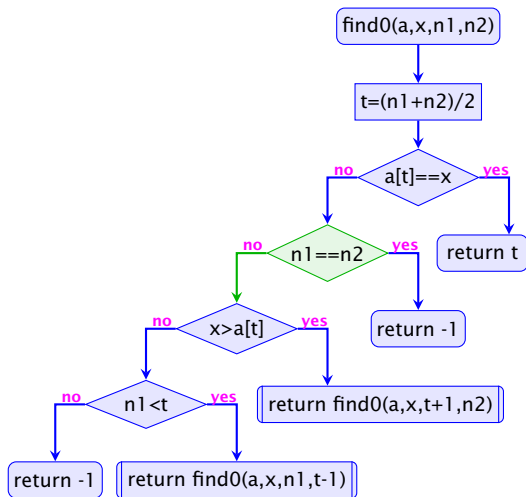 find0(a,x,n1,n2)
t=(n1+n2)/2
a[t]==x
no
yes
n1==n2
return t
no
yes
x>a[t]
return -1
no
yes
n1<t
return find0(a,x,t+1,n2)
no
yes
return -1
return find0(a,x,n1,t-1)